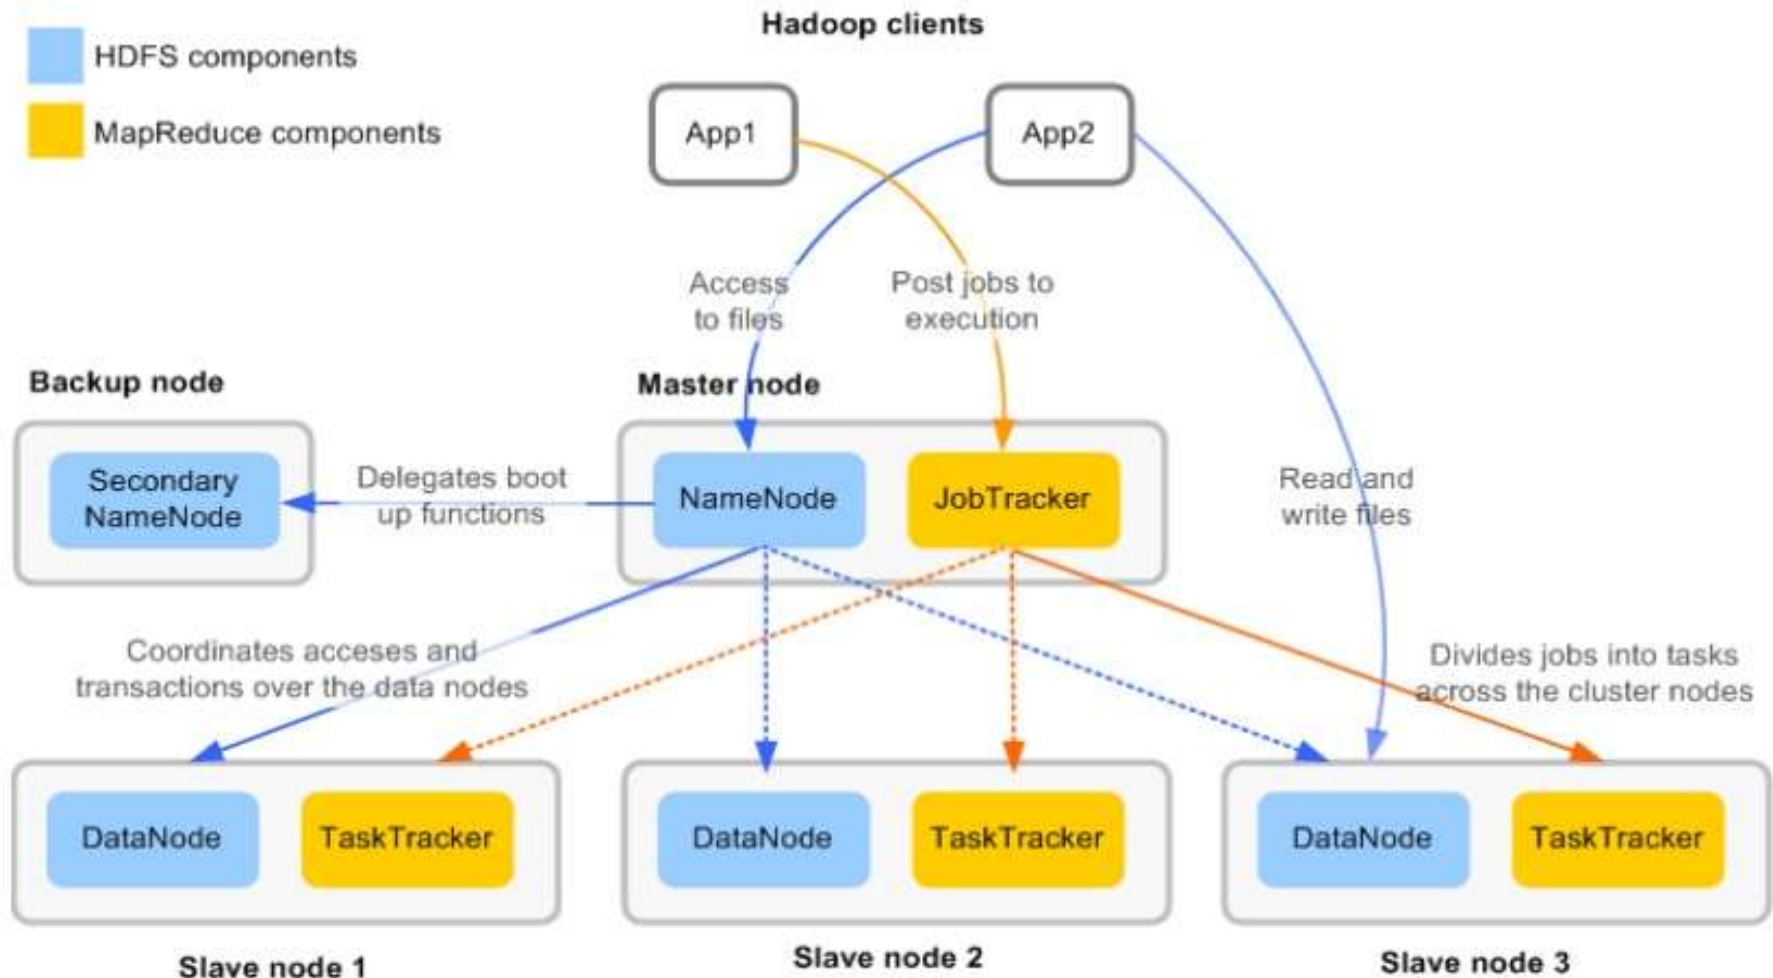 Hadoop clients
HDFS components
MapReduce components
App1
App2
Access
to files
Post jobs to
execution
Backup node
Master node
Secondary
NameNode
Delegates boot
up functions
NameNode
JobTracker
Read and
write files
Coordinates acceses and
transactions over the data nodes
Divides jobs into tasks
across the cluster nodes
DataNode
TaskTracker
DataNode
TaskTracker
DataNode
TaskTracker
Slave node 1
Slave node 2
Slave node 3